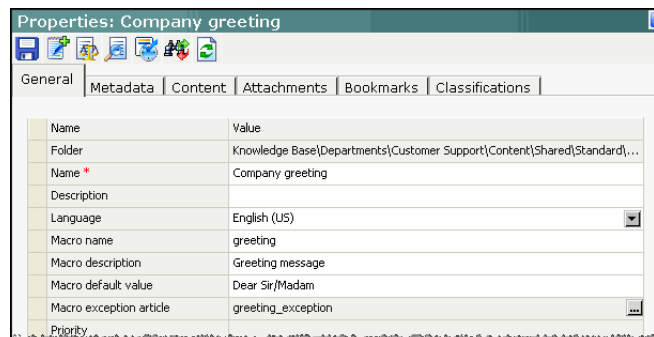 Properties: Company greeting
General Metadata Content Attachments Bookmarks Classifications
Name Value
Folder Knowledge Base\Departments\Customer Support\Content\Shared\Standard\...
Name * Company greeting
Description
Language English (US)
Macro name greeting
Macro description Greeting message
Macro default value Dear Sir/Madam
Macro exception article greeting_exception ...
Priority